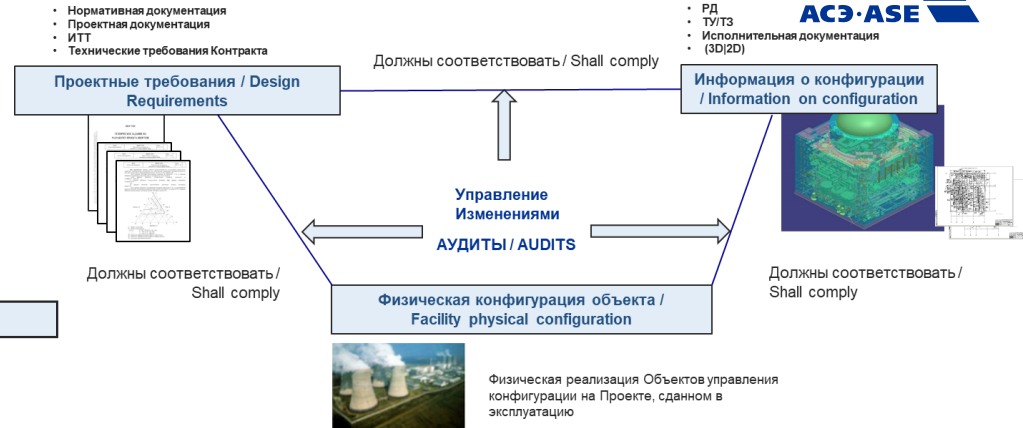 • Нормативная документация
• Проектная документация
• ИТТ
• Технические требования Контракта
• РД
• ТУ/ТЗ
• Исполнительная документация
• (3D|2D)
АСЭ·ASE
Должны соответствовать / Shall comply
Проектные требования / Design
Requirements
Информация о конфигурации
/ Information on configuration
Управление
Изменениями
АУДИТЫ / AUDITS
Должны соответствовать /
Shall comply
Должны соответствовать /
Shall comply
Физическая конфигурация объекта /
Facility physical configuration
Физическая реализация Объектов управления
конфигурации на Проекте, сданном в
эксплуатацию